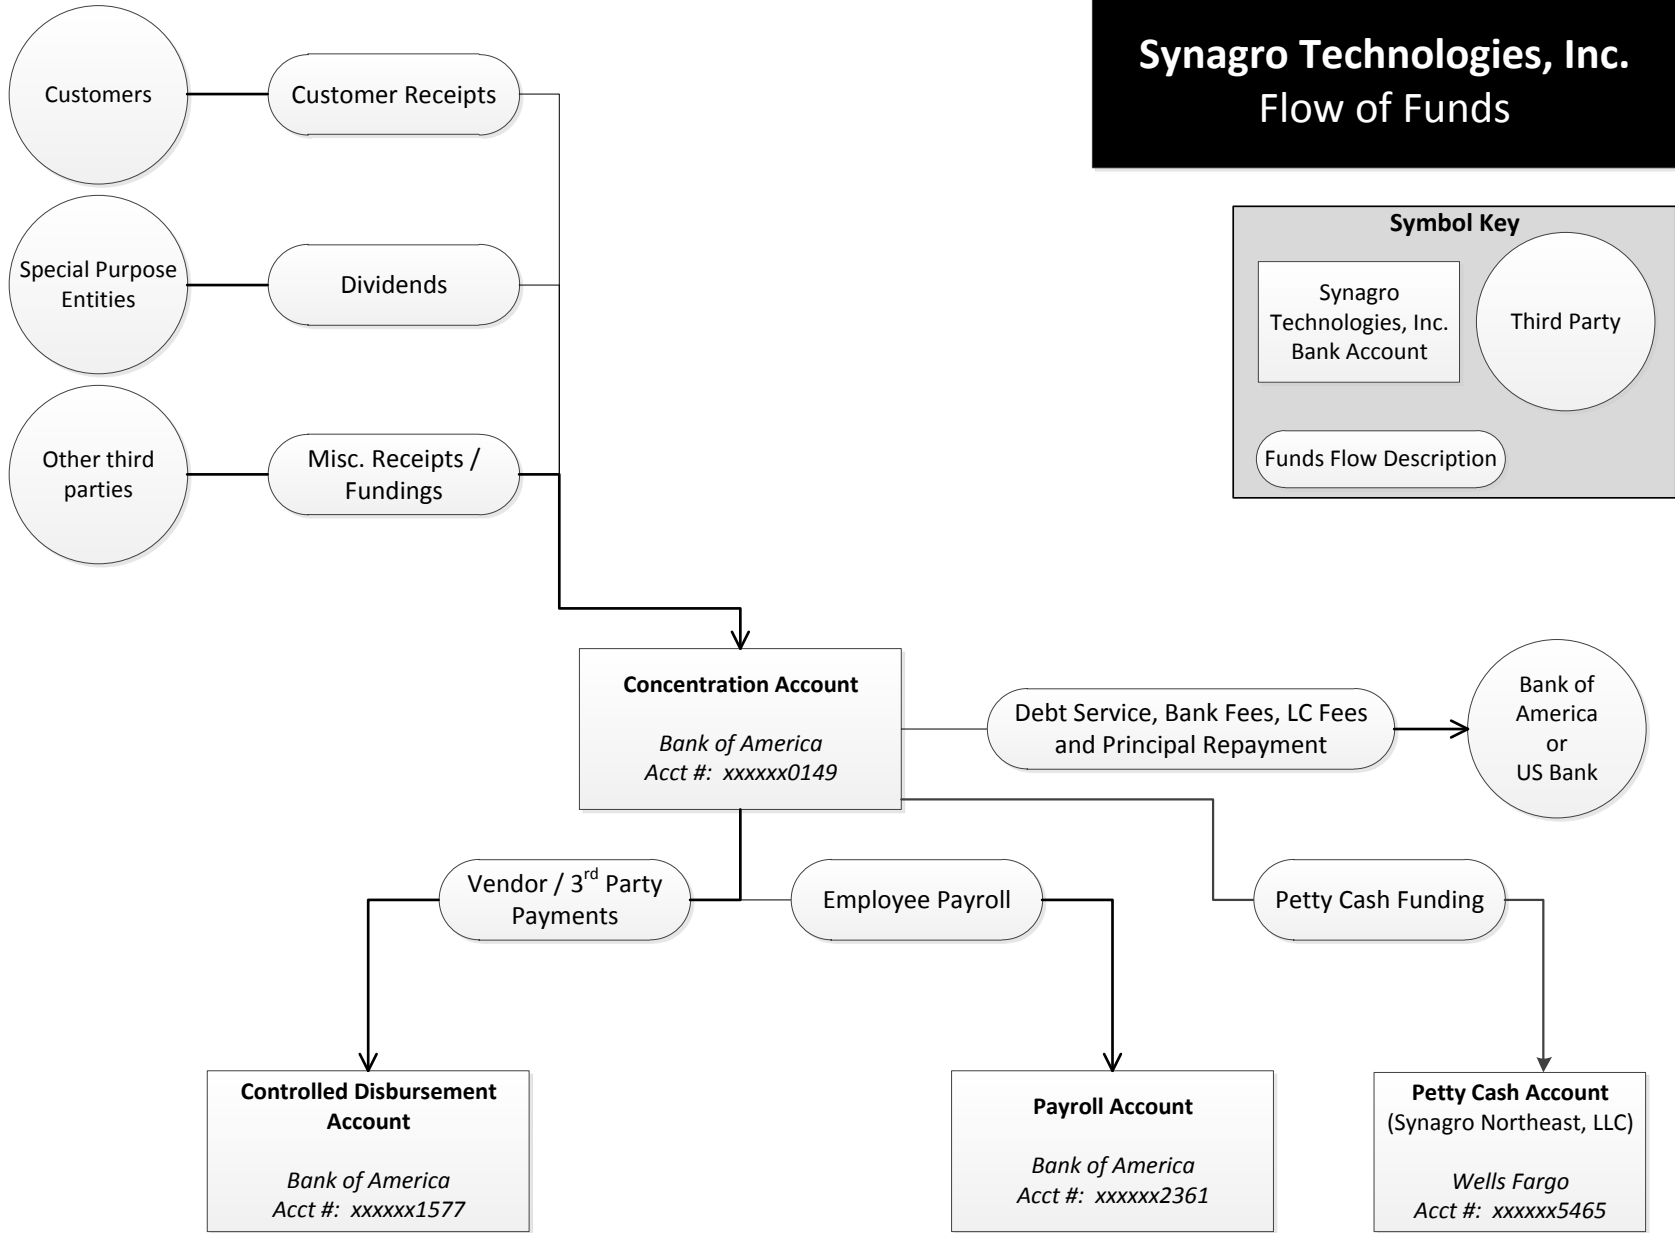 Synagro Technologies, Inc.
Flow of Funds
Customers
Customer Receipts
Special Purpose
Entities
Dividends
Other third
parties
Misc. Receipts /
Fundings
Symbol Key
Synagro
Technologies, Inc.
Bank Account
Third Party
Funds Flow Description
Concentration Account
Bank of America
Acct #: xxxxxx0149
Debt Service, Bank Fees, LC Fees
and Principal Repayment
Bank of
America
or
US Bank
Vendor / 3rd Party
Payments
Employee Payroll
Petty Cash Funding
Controlled Disbursement
Account
Bank of America
Acct #: xxxxxx1577
Payroll Account
Bank of America
Acct #: xxxxxx2361
Petty Cash Account
(Synagro Northeast, LLC)
Wells Fargo
Acct #: xxxxxx5465